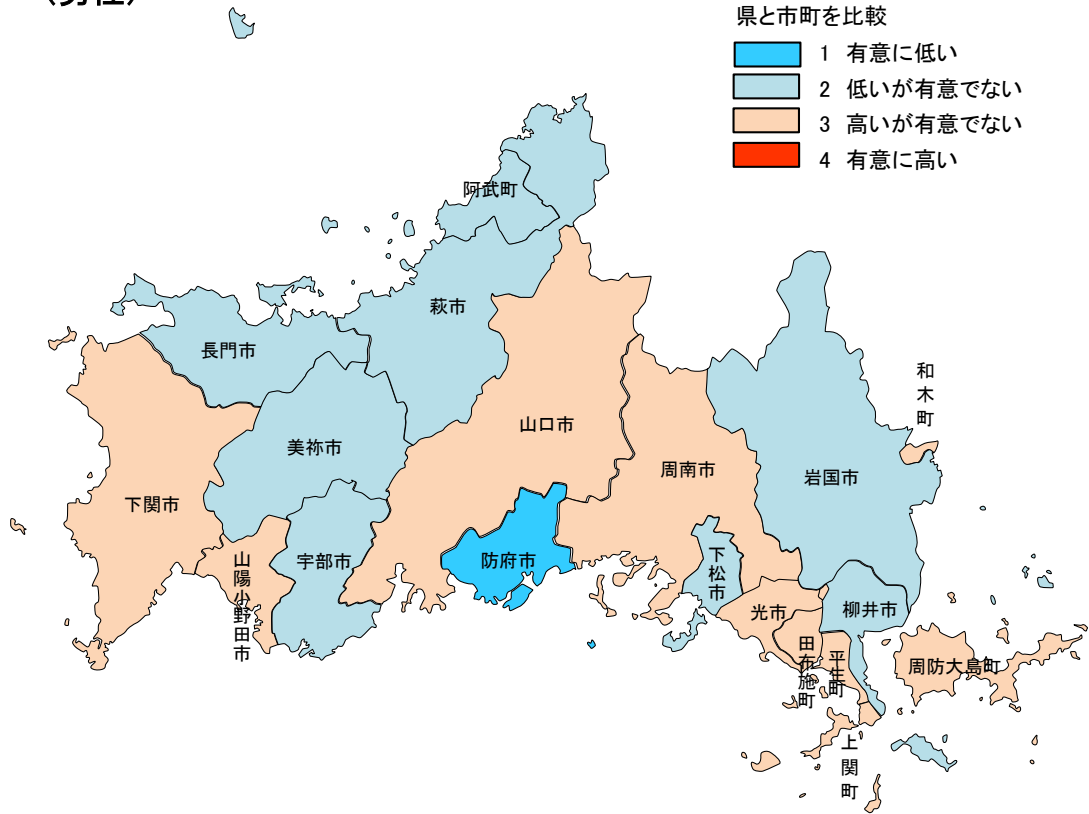 （男性）
県と市町を比較
1 有意に低い
2 低いが有意でない
3 高いが有意でない
4 有意に高い
阿武町
萩市
長門市
和木町
山口市
美祢市
周南市
岩国市
下関市
山陽小野田市
宇部市
防府市
下松市
光市
柳井市
田布施町
平生町
周防大島町
上関町